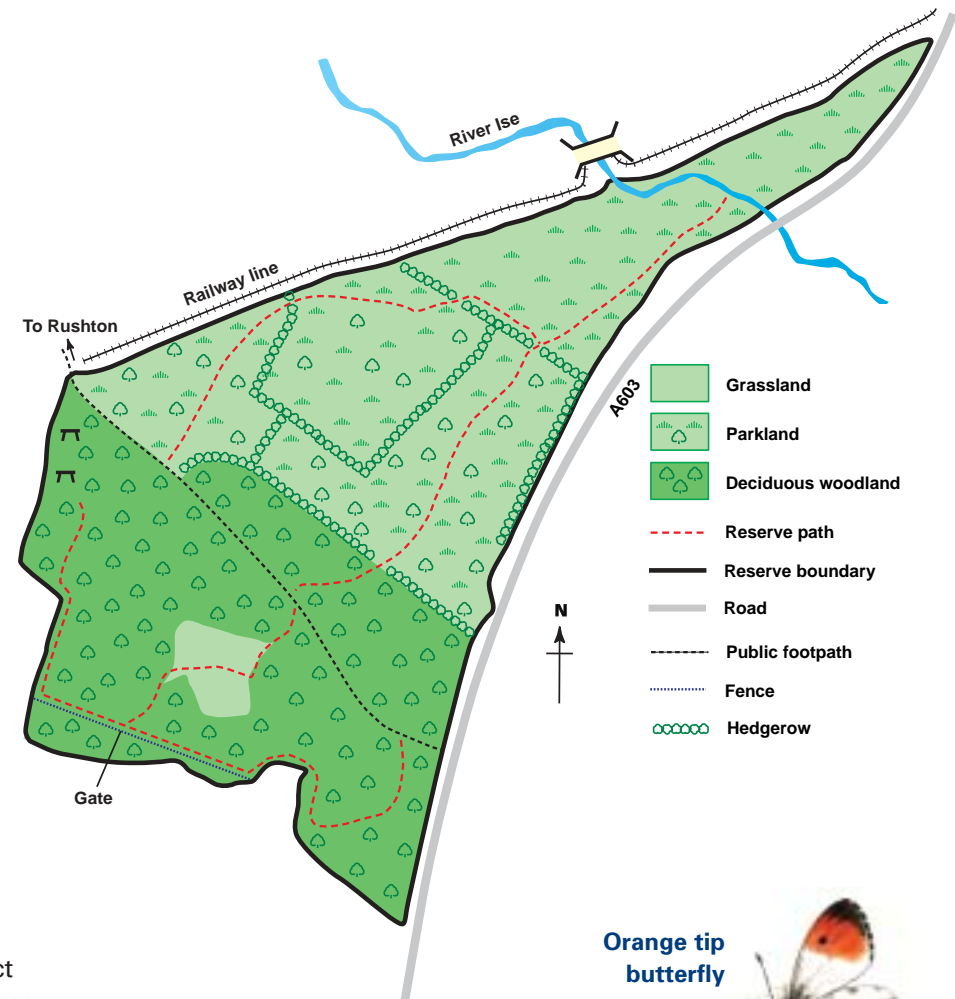 River Ise
Railway line
To Rushton
A603
Grassland
Parkland
Deciduous woodland
Reserve path
Reserve boundary
N
Road
Public footpath
Fence
Hedgerow
Gate
Orange tip
butterfly